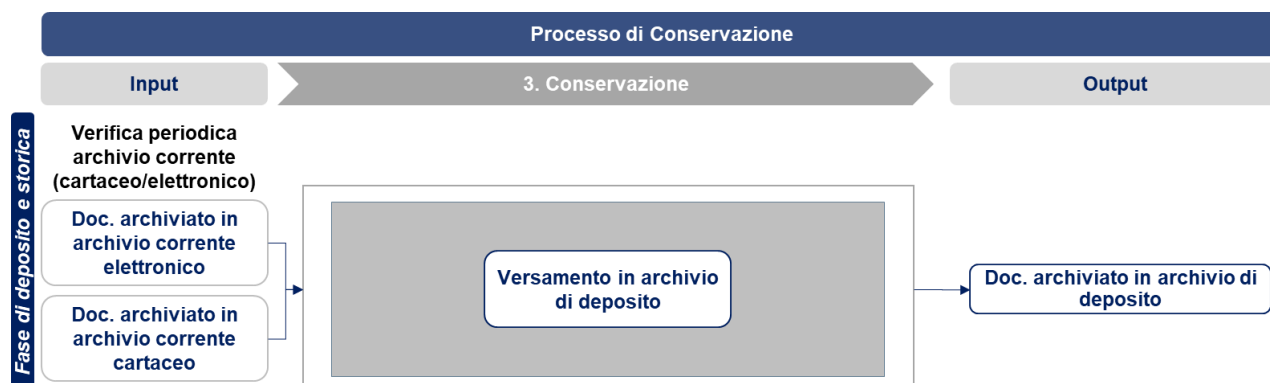 Processo di Conservazione
Input
3. Conservazione
Output
Fase di deposito e storica
Verifica periodica
archivio corrente
(cartaceo/elettronico)
Doc. archiviato in
archivio corrente
elettronico
Doc. archiviato in
archivio corrente
cartaceo
Versamento in archivio
di deposito
Doc. archiviato in archivio di
deposito